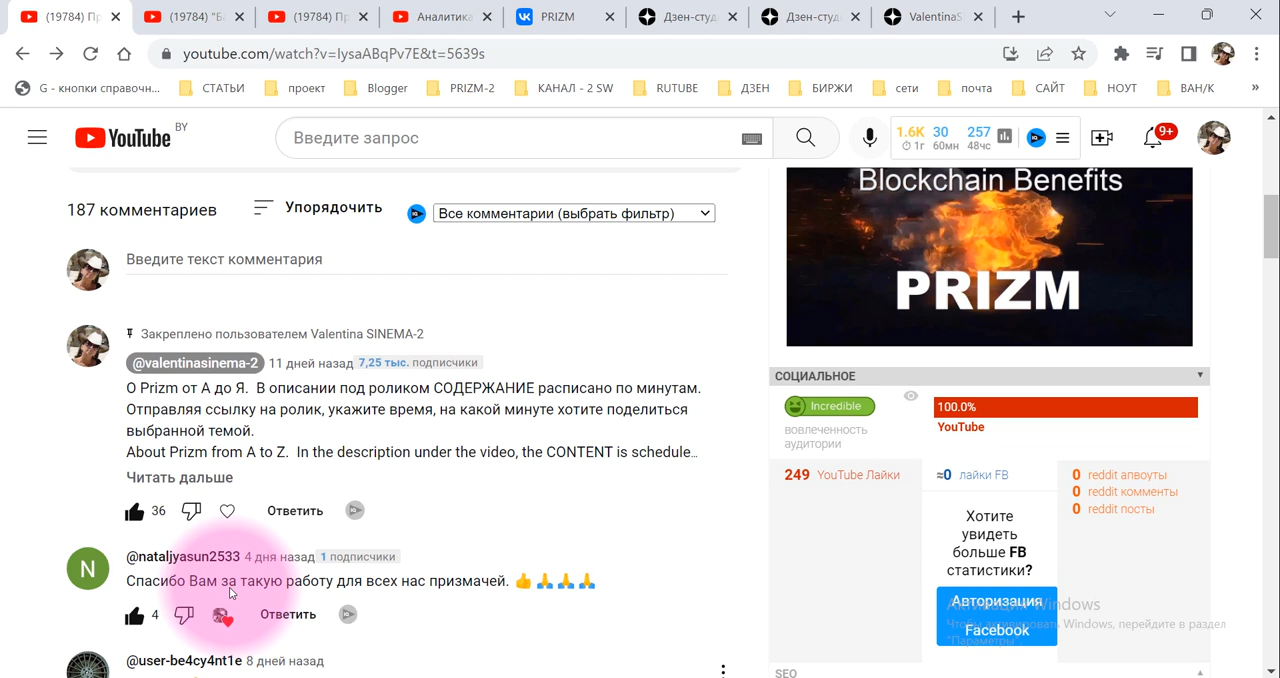 (19784) Пр
(19784) "Ба
(19784) Пр
Аналитика
PRIZM
Дзен-студ
Дзен-студ
ValentinaS
youtube.com/watch?v=IysaABqPv7E&t=5639s
G - кнопки справочн...
СТАТЬИ
проект
Blogger
PRIZM-2
КАНАЛ - 2 SW
RUTUBE
ДЗЕН
БИРЖИ
сети
почта
САЙТ
НОУТ
ВАН/К
»
YouTube BY
Введите запрос
1.6K 30 257
1г 60мн 48чс
9+
187 комментариев
Упорядочить
Все комментарии (выбрать фильтр)
Введите текст комментария
Закреплено пользователем Valentina SINEMA-2
@valentinasinema-2 11 дней назад 7,25 тыс. подписчики
О Prizm от А до Я. В описании под роликом СОДЕРЖАНИЕ расписано по минутам.
Отправляя ссылку на ролик, укажите время, на какой минуте хотите поделиться
выбранной темой.
About Prizm from A to Z. In the description under the video, the CONTENT is schedule...
Читать дальше
36
Ответить
N
@nataljyasun2533 4 дня назад 1 подписчики
Спасибо Вам за такую работу для всех нас призмачей. 👍🙏🙏🙏
4
Ответить
@user-be4cy4nt1e 8 дней назад
Blockchain Benefits
PRIZM
СОЦИАЛЬНОЕ
Incredible
вовлеченность
аудитории
100.0%
YouTube
249 YouTube Лайки
≈0 лайки FB
0 reddit апвоуты
0 reddit комменты
0 reddit посты
Хотите
увидеть
больше FB
статистики?
Авторизация
Facebook
Активация Windows
Чтобы активировать Windows, перейдите в раздел
"Параметры".
SEO